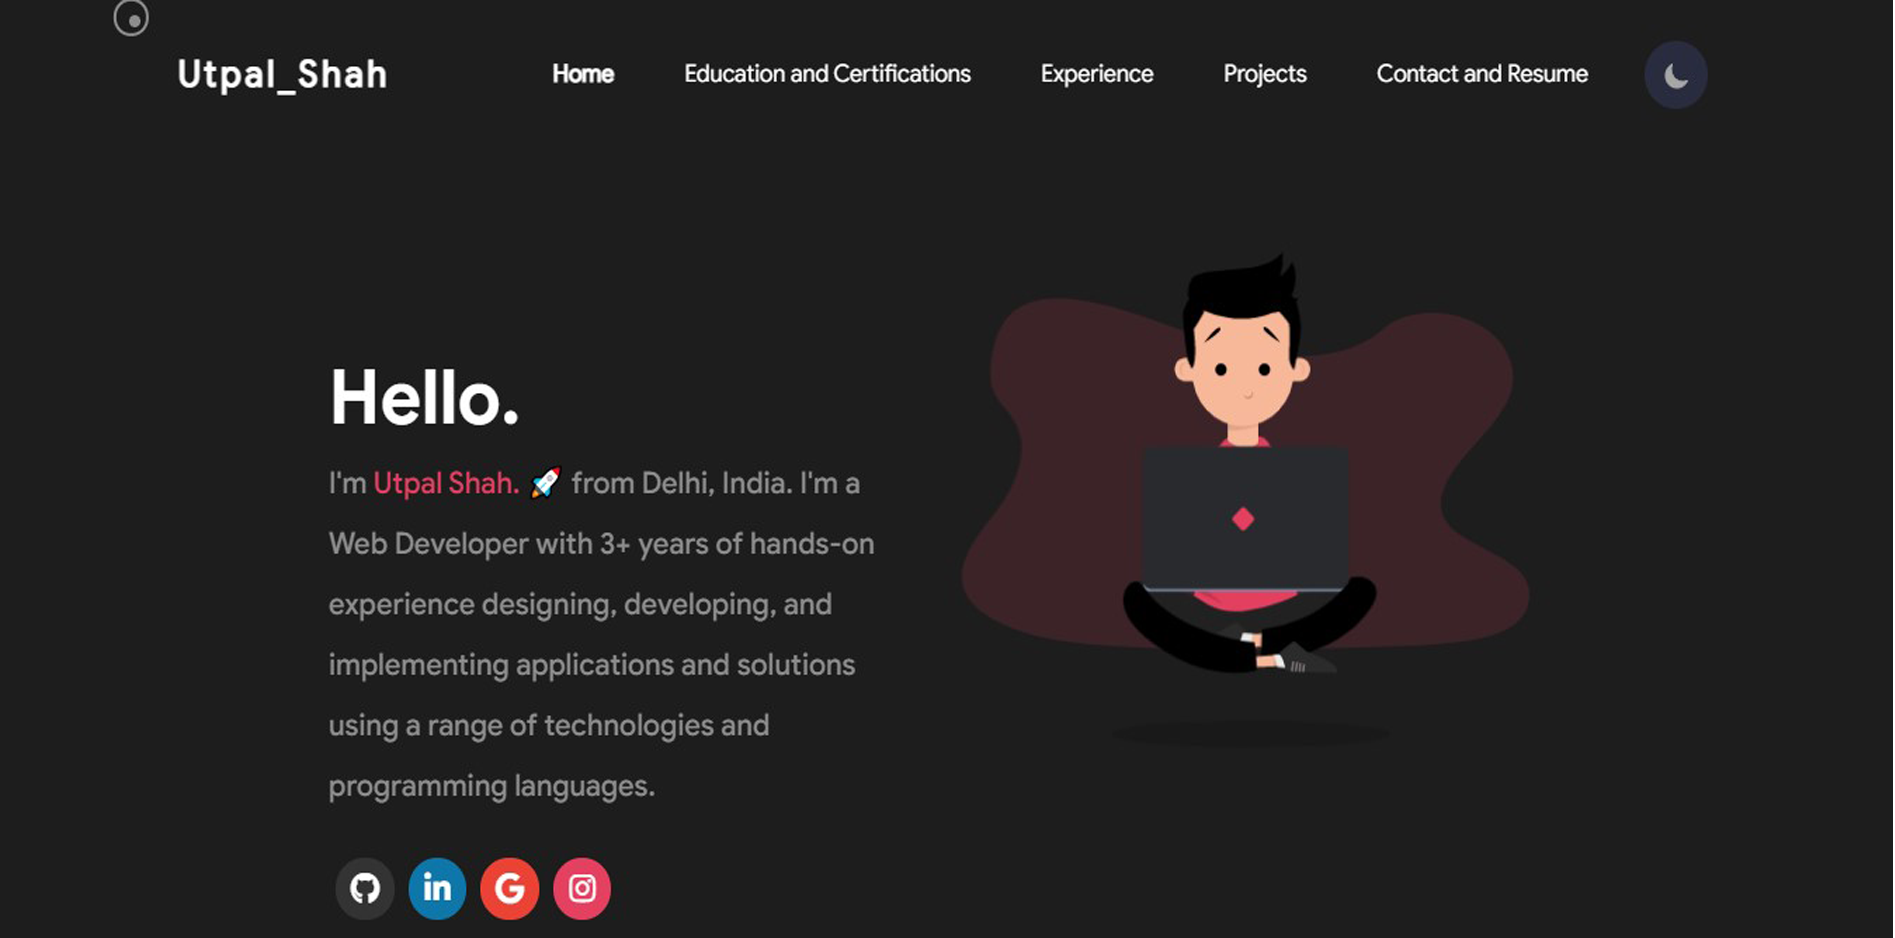 Utpal_Shah
Home
Education and Certifications
Experience
Projects
Contact and Resume
Hello.
I'm Utpal Shah. 🚀 from Delhi, India. I'm a
Web Developer with 3+ years of hands-on
experience designing, developing, and
implementing applications and solutions
using a range of technologies and
programming languages.
in
G